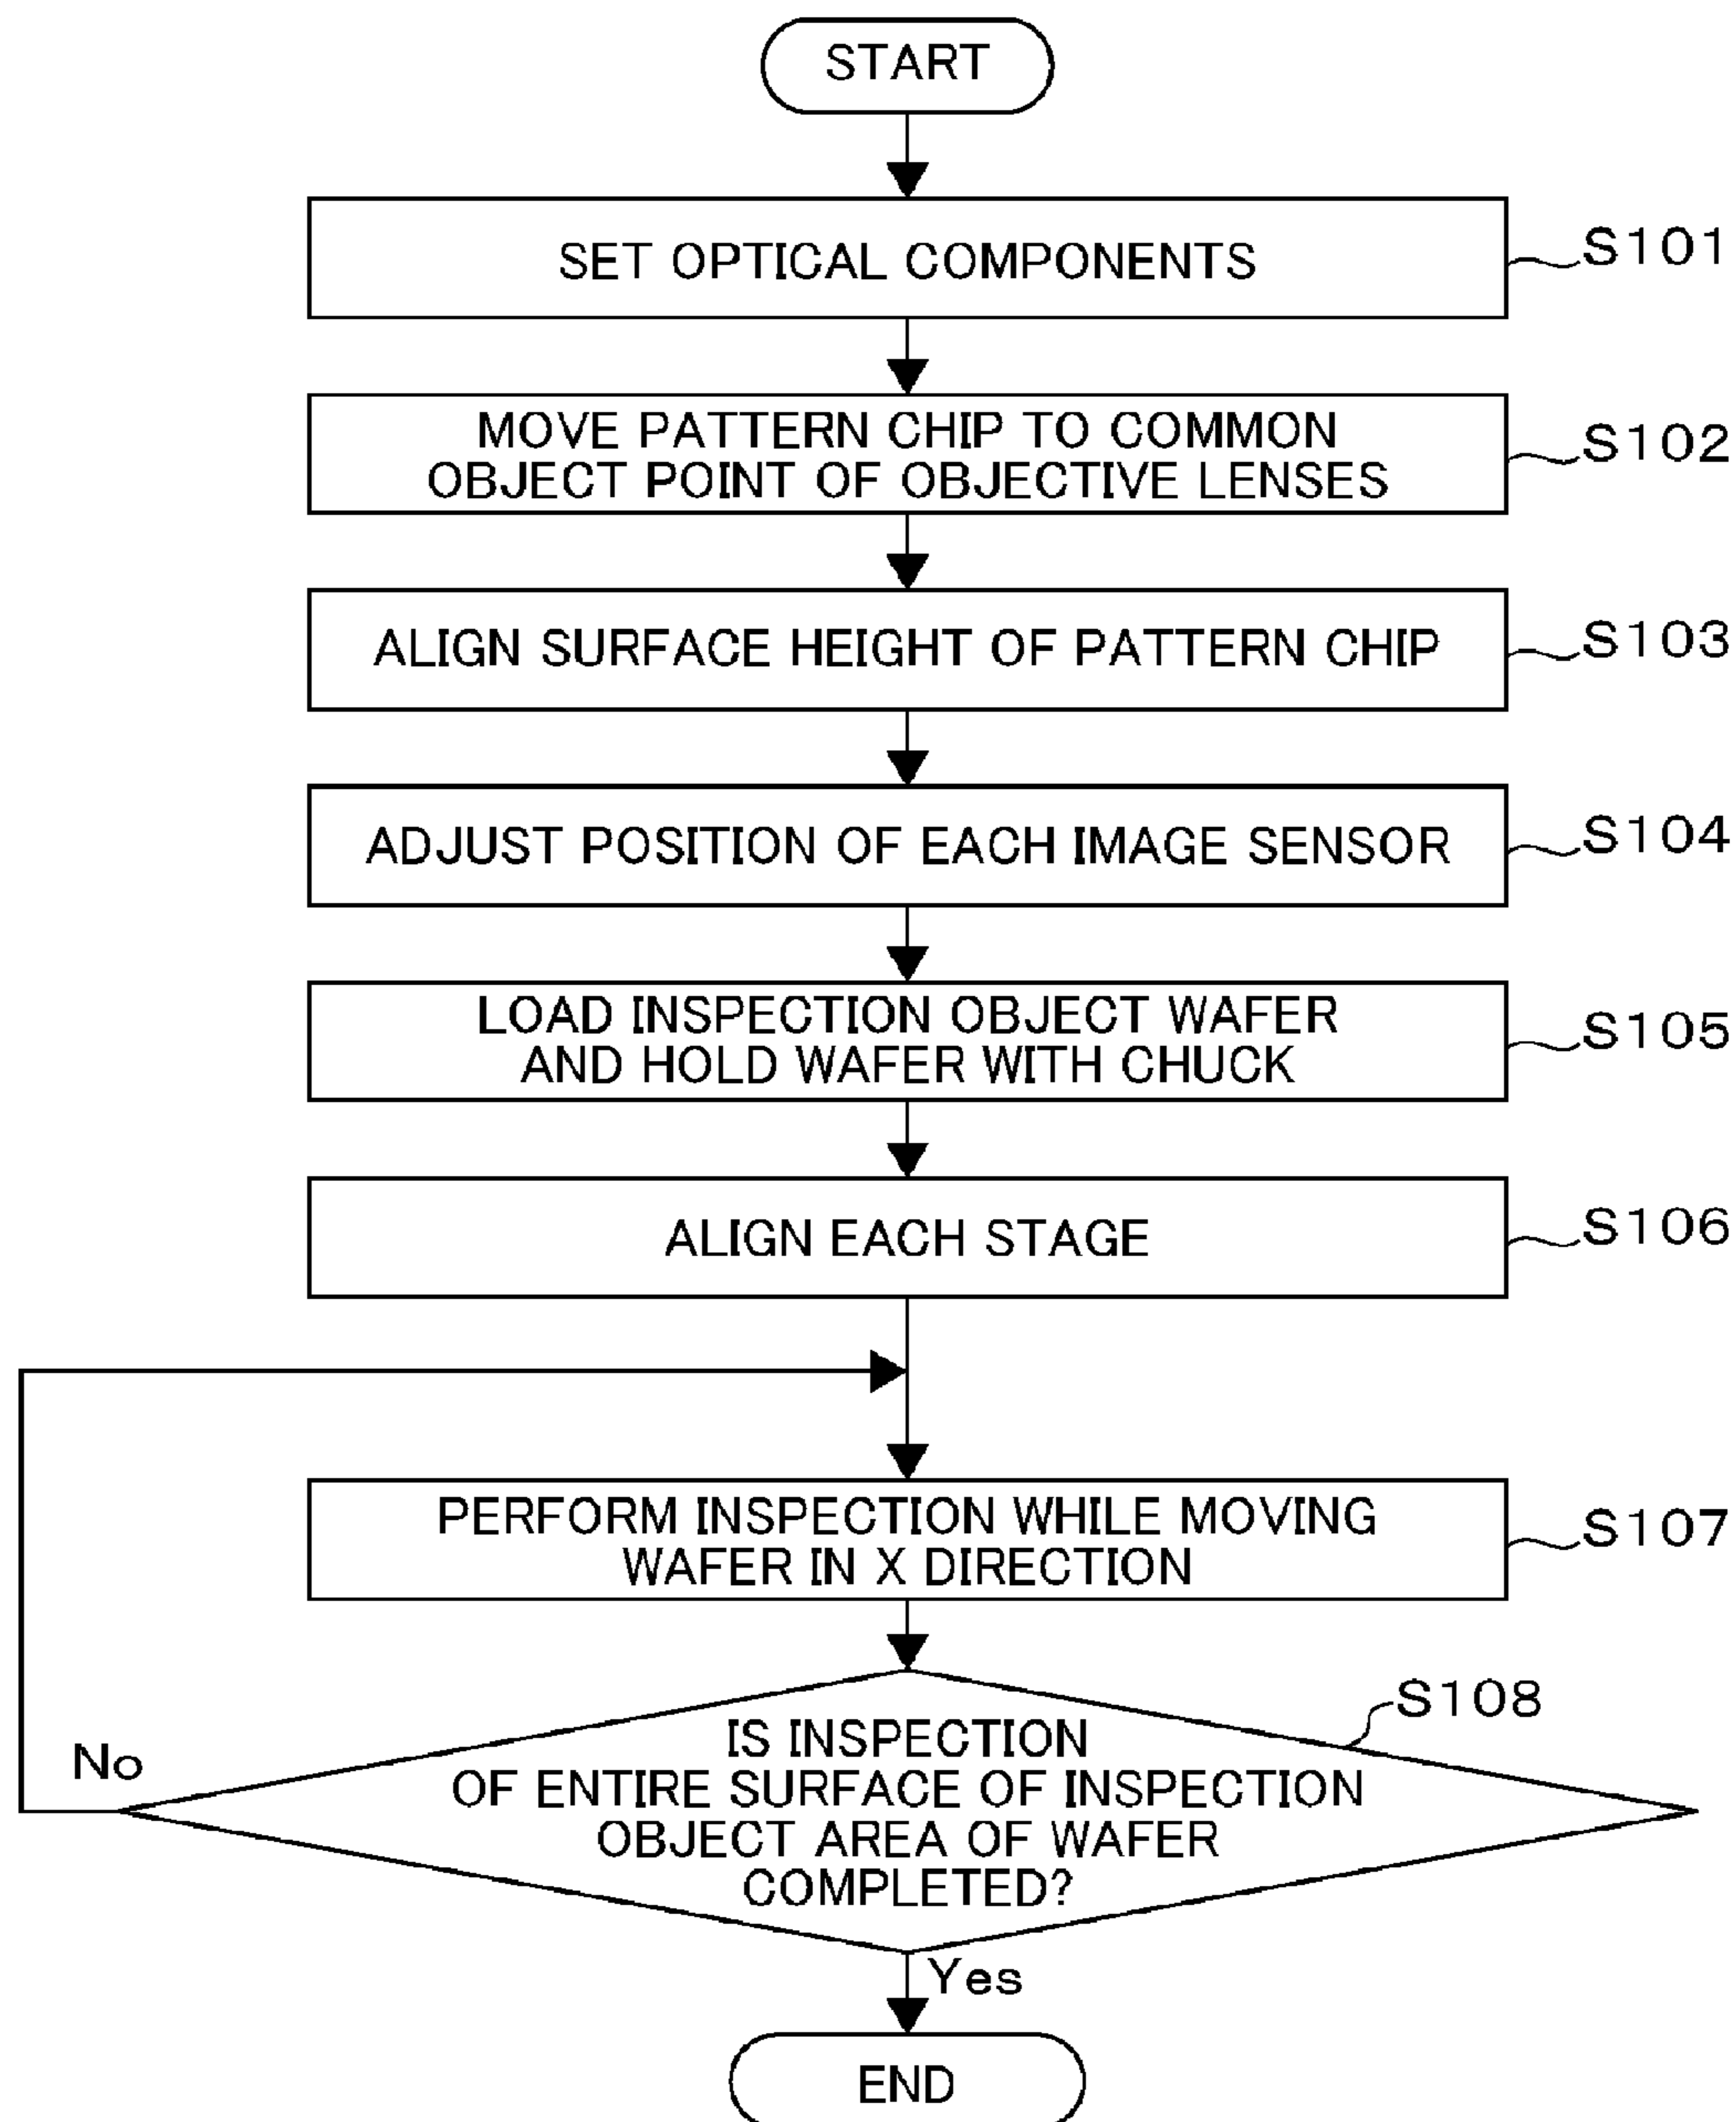 START
SET OPTICAL COMPONENTS
S101
MOVE PATTERN CHIP TO COMMON
OBJECT POINT OF OBJECTIVE LENSES
S102
ALIGN SURFACE HEIGHT OF PATTERN CHIP
S103
ADJUST POSITION OF EACH IMAGE SENSOR
S104
LOAD INSPECTION OBJECT WAFER
AND HOLD WAFER WITH CHUCK
S105
ALIGN EACH STAGE
S106
PERFORM INSPECTION WHILE MOVING
WAFER IN X DIRECTION
S107
S108
IS INSPECTION
OF ENTIRE SURFACE OF INSPECTION
OBJECT AREA OF WAFER
COMPLETED?
No
Yes
END